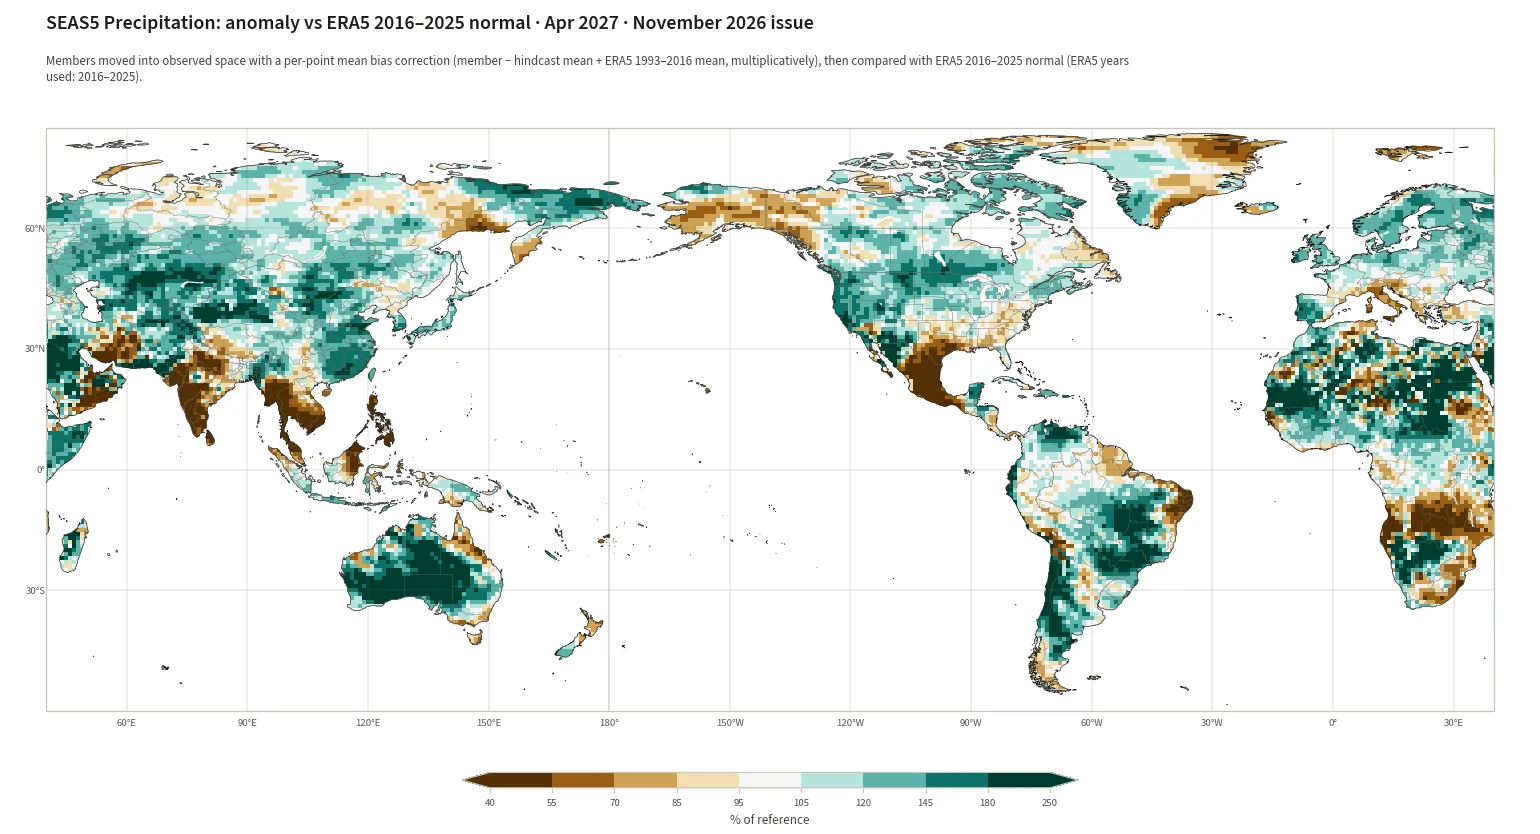 SEAS5 Precipitation: anomaly vs ERA5 2016–2025 normal · Apr 2027 · November 2026 issue
Members moved into observed space with a per-point mean bias correction (member − hindcast mean + ERA5 1993–2016 mean, multiplicatively), then compared with ERA5 2016–2025 normal (ERA5 years
used: 2016–2025).
60°N
30°N
0°
30°S
60°E 90°E 120°E 150°E 180° 150°W 120°W 90°W 60°W 30°W 0° 30°E
40 55 70 85 95 105 120 145 180 250
% of reference